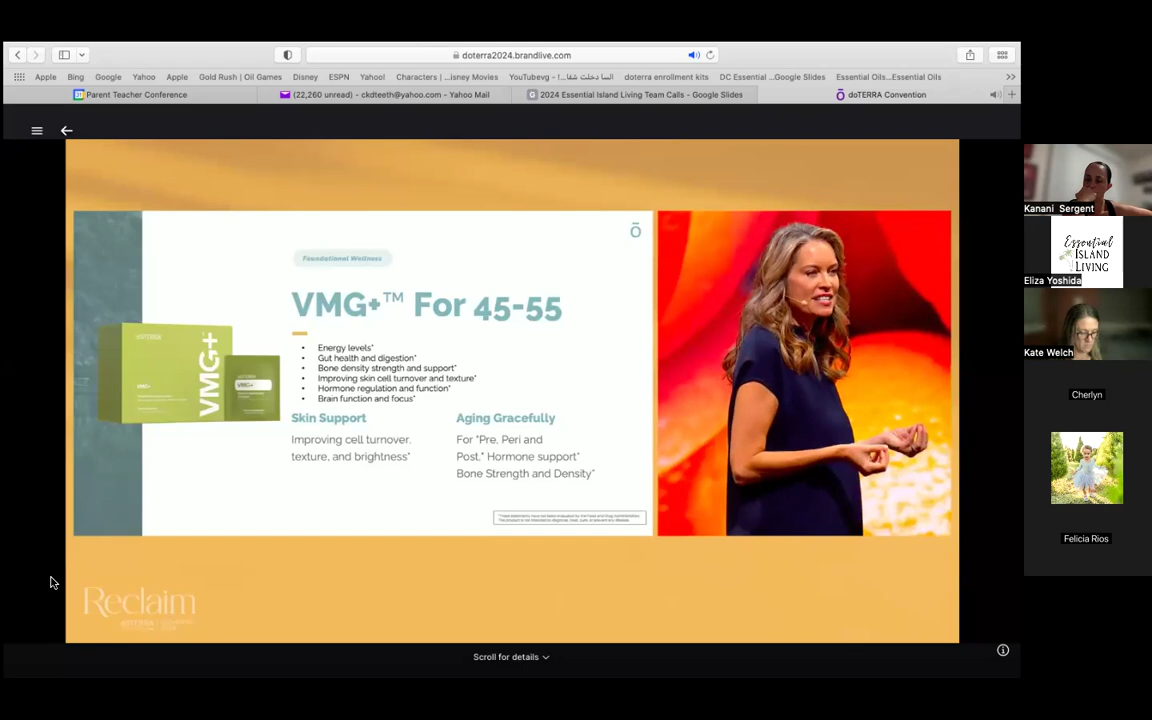 doterra2024.brandlive.com
Apple Bing Google Yahoo Apple Gold Rush | Oil Games Disney ESPN Yahoo! Characters | ...isney Movies YouTubevg - !...السا دخلت شفا doterra enrollment kits DC Essential ...Google Slides Essential Oils...Essential Oils
Parent Teacher Conference
(22,260 unread) - ckdteeth@yahoo.com - Yahoo Mail
2024 Essential Island Living Team Calls - Google Slides
doTERRA Convention
Foundational Wellness
VMG+™ For 45-55
• Energy levels*
• Gut health and digestion*
• Bone density strength and support*
• Improving skin cell turnover and texture*
• Hormone regulation and function*
• Brain function and focus*
VMG+
VMG+
VMG+
Skin Support
Improving cell turnover.
texture, and brightness*
Aging Gracefully
For "Pre, Peri and
Post," Hormone support*
Bone Strength and Density*
Reclaim
Scroll for details
Kanani Sergent
Essential
ISLAND
LIVING
Eliza Yoshida
Kate Welch
Cherlyn
Felicia Rios